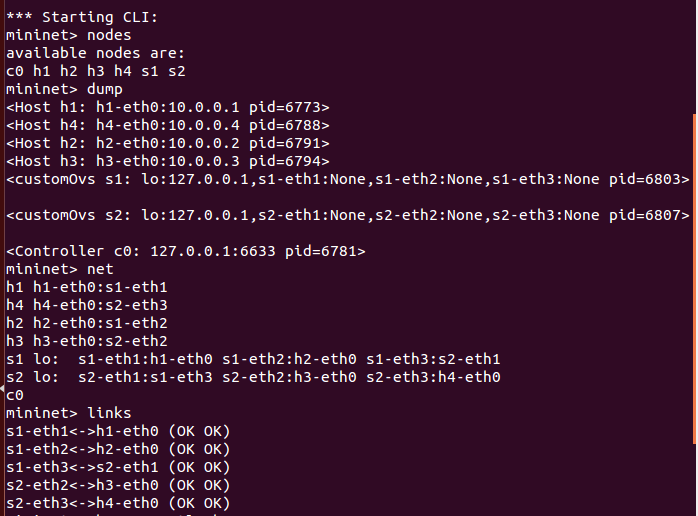 *** Starting CLI:
mininet> nodes
available nodes are:
c0 h1 h2 h3 h4 s1 s2
mininet> dump
<Host h1: h1-eth0:10.0.0.1 pid=6773>
<Host h4: h4-eth0:10.0.0.4 pid=6788>
<Host h2: h2-eth0:10.0.0.2 pid=6791>
<Host h3: h3-eth0:10.0.0.3 pid=6794>
<customOvs s1: lo:127.0.0.1,s1-eth1:None,s1-eth2:None,s1-eth3:None pid=6803>
<customOvs s2: lo:127.0.0.1,s2-eth1:None,s2-eth2:None,s2-eth3:None pid=6807>
<Controller c0: 127.0.0.1:6633 pid=6781>
mininet> net
h1 h1-eth0:s1-eth1
h4 h4-eth0:s2-eth3
h2 h2-eth0:s1-eth2
h3 h3-eth0:s2-eth2
s1 lo:  s1-eth1:h1-eth0 s1-eth2:h2-eth0 s1-eth3:s2-eth1
s2 lo:  s2-eth1:s1-eth3 s2-eth2:h3-eth0 s2-eth3:h4-eth0
c0
mininet> links
s1-eth1<->h1-eth0 (OK OK)
s1-eth2<->h2-eth0 (OK OK)
s1-eth3<->s2-eth1 (OK OK)
s2-eth2<->h3-eth0 (OK OK)
s2-eth3<->h4-eth0 (OK OK)